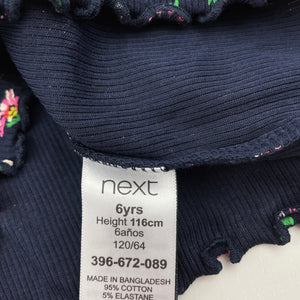 next
6yrs
Height 116cm
6años
120/64
396-672-089
MADE IN BANGLADESH
95% COTTON
5% ELASTANE